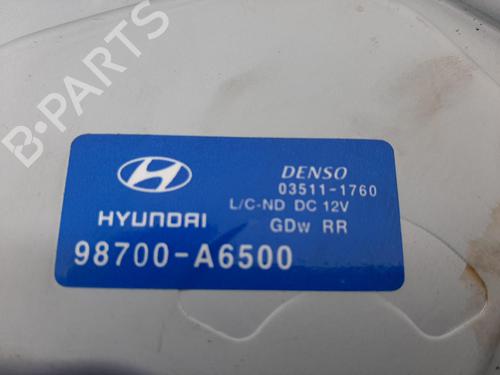 B-PARTS
DENSO
03511-1760
L/C-ND DC 12V
HYUNDAI
GDw RR
98700-A6500